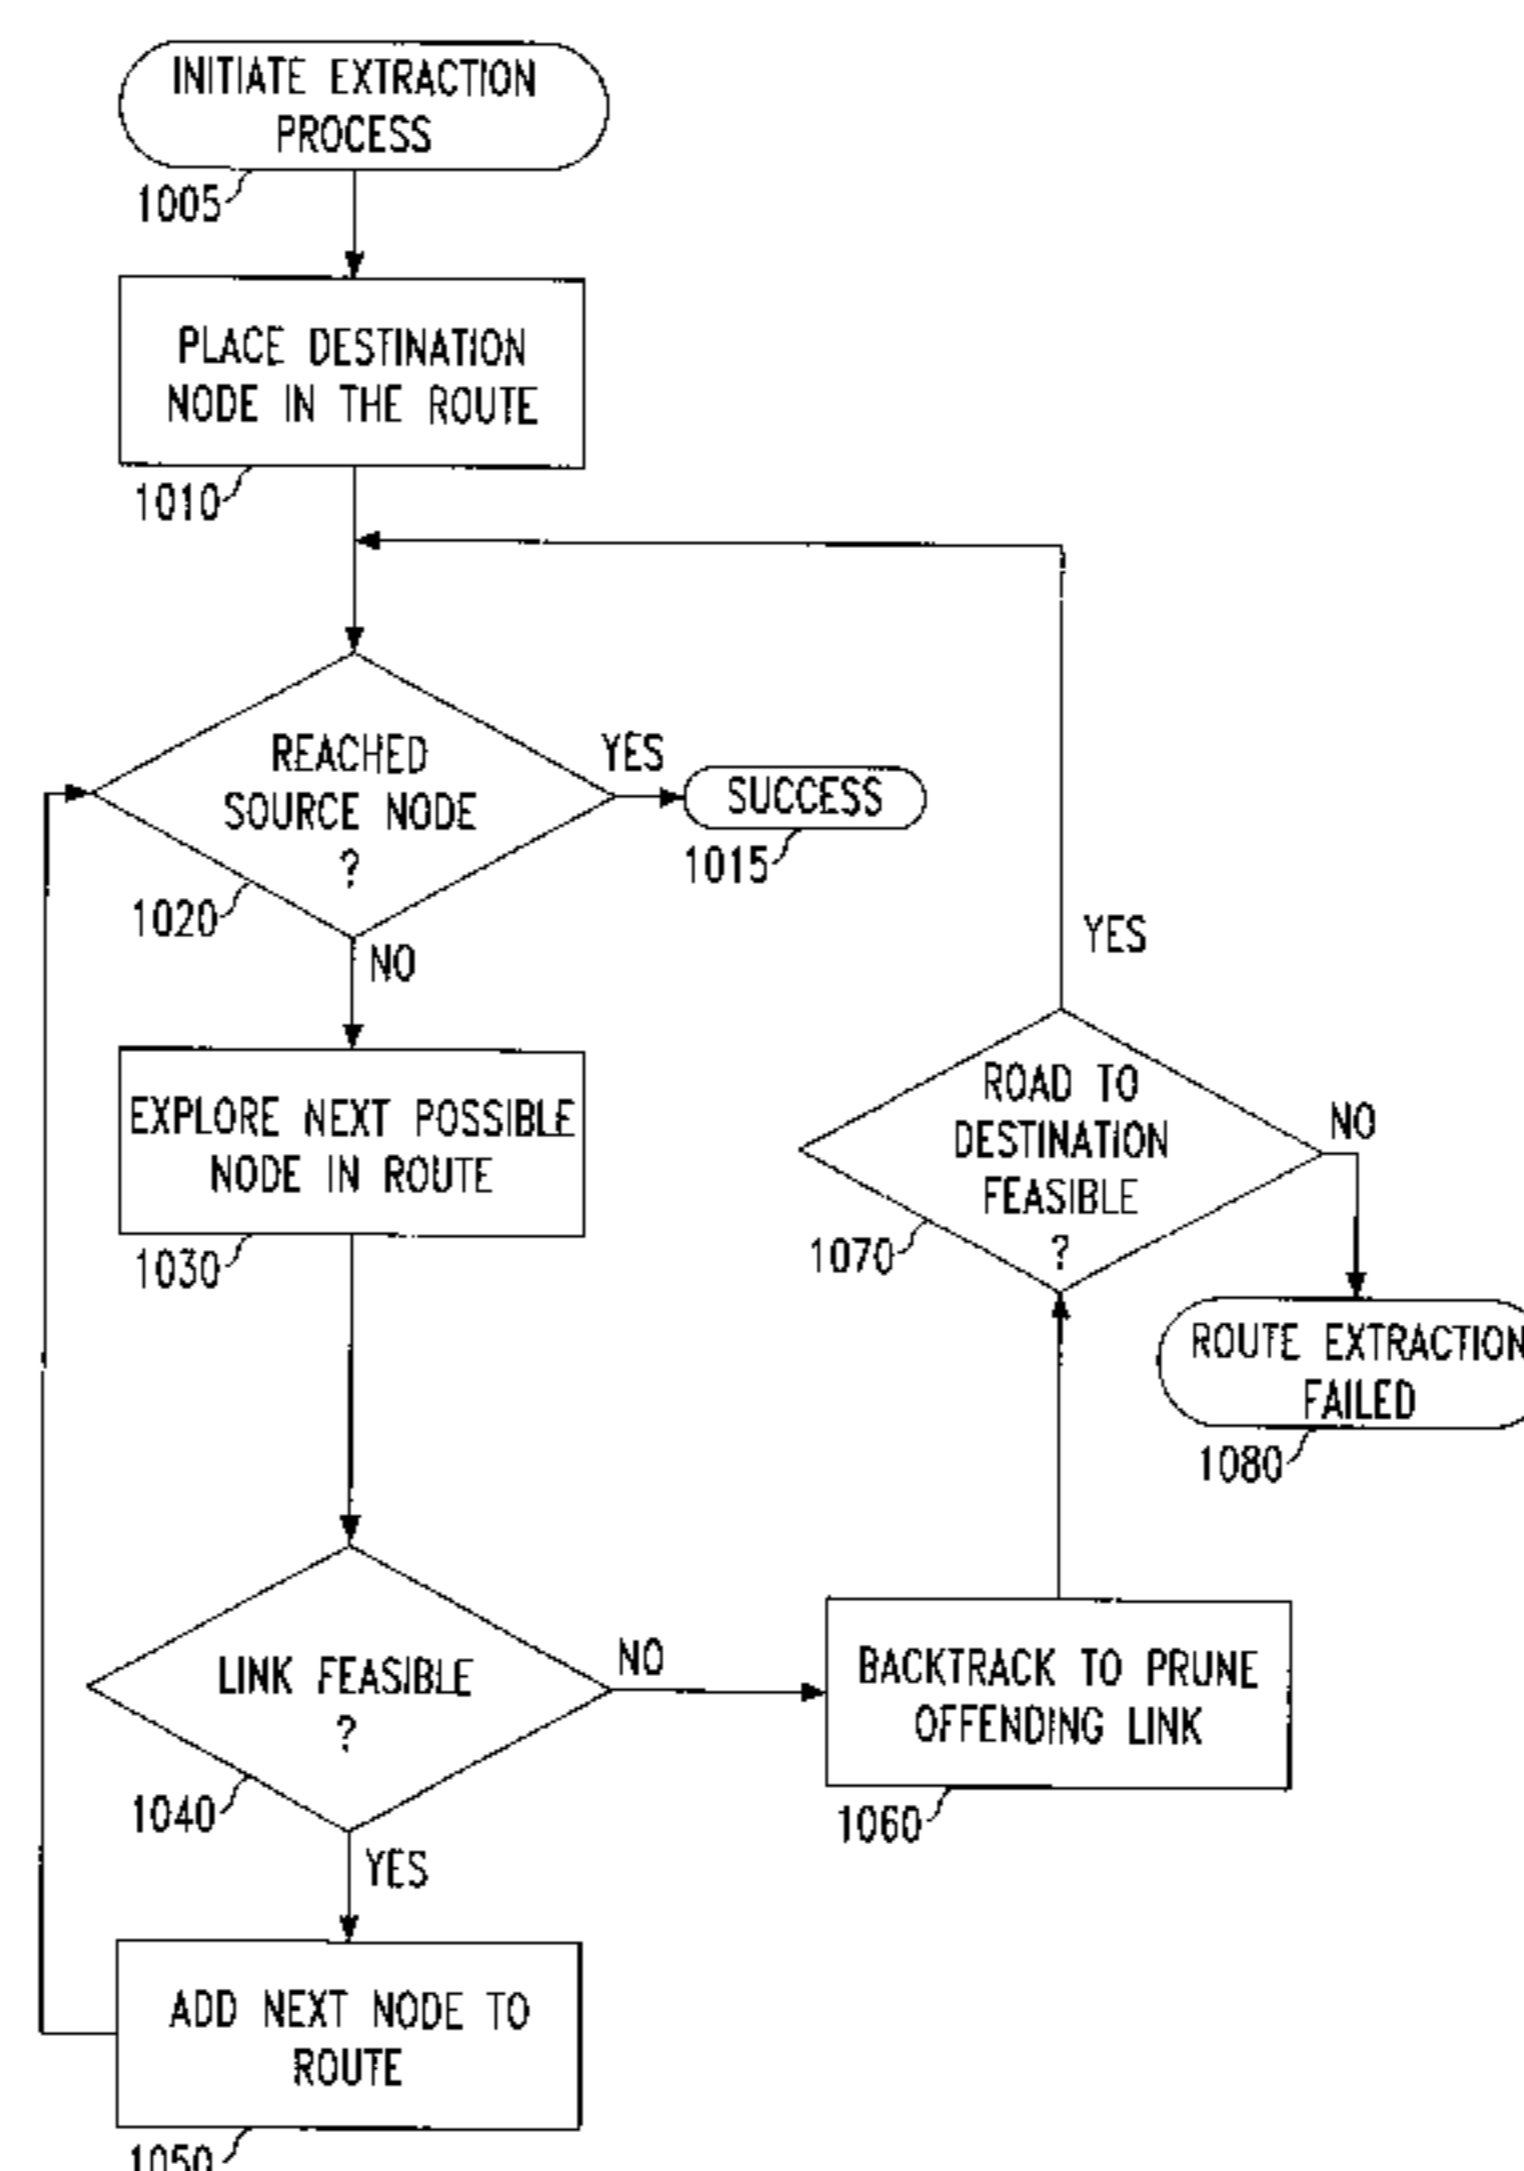 INITIATE EXTRACTION
PROCESS
1005
PLACE DESTINATION
NODE IN THE ROUTE
1010
REACHED
SOURCE NODE
?
1020
YES
SUCCESS
1015
NO
EXPLORE NEXT POSSIBLE
NODE IN ROUTE
1030
LINK FEASIBLE
?
1040
NO
YES
ADD NEXT NODE TO
ROUTE
1050
BACKTRACK TO PRUNE
OFFENDING LINK
1060
ROAD TO
DESTINATION
FEASIBLE
?
1070
YES
NO
ROUTE EXTRACTION
FAILED
1080